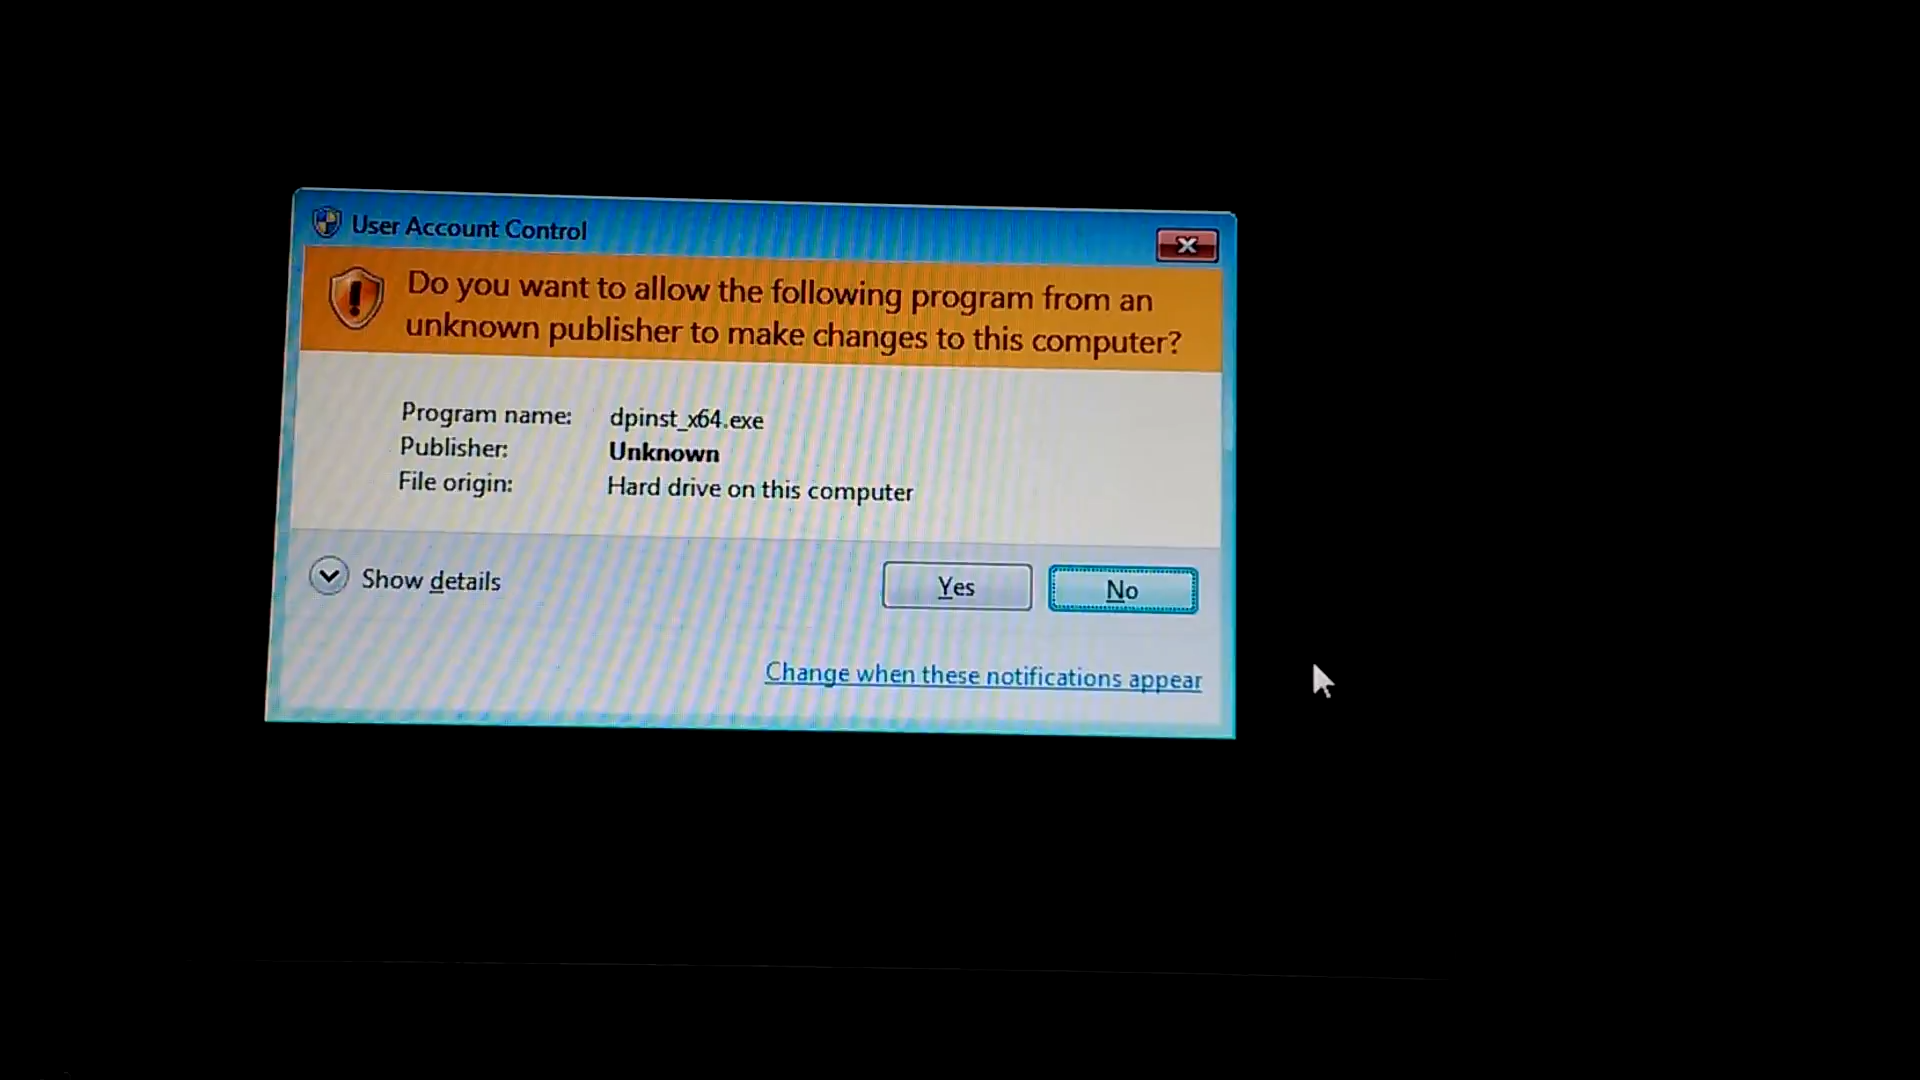 User Account Control
Do you want to allow the following program from an
unknown publisher to make changes to this computer?
Program name: dpinst_x64.exe
Publisher: Unknown
File origin: Hard drive on this computer
Show details
Yes
No
Change when these notifications appear